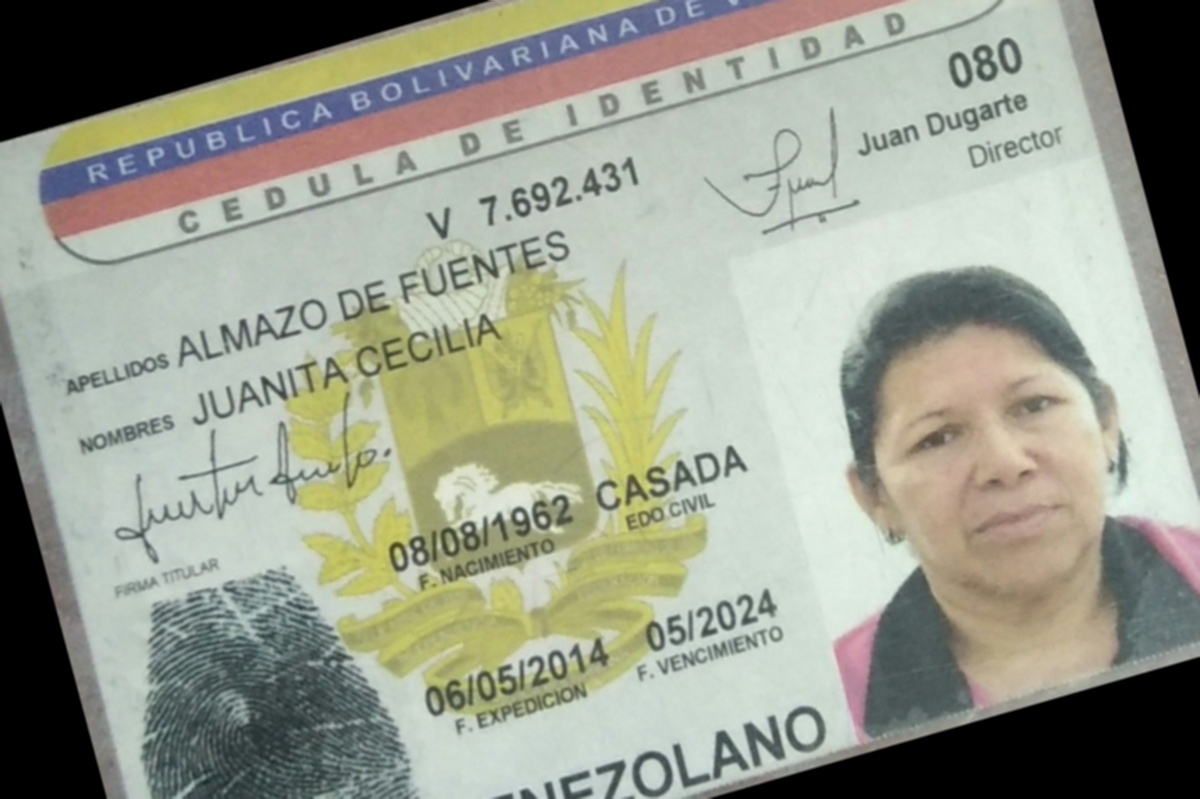 REPUBLICA BOLIVARIANA DE
CEDULA DE IDENTIDAD
080
Juan Dugarte
Director
V 7.692.431
APELLIDOS ALMAZO DE FUENTES
NOMBRES JUANITA CECILIA
FIRMA TITULAR
08/08/1962 CASADA
F. NACIMIENTO EDO.CIVIL
06/05/2014 05/2024
F. EXPEDICION F. VENCIMIENTO
ENEZOLANO